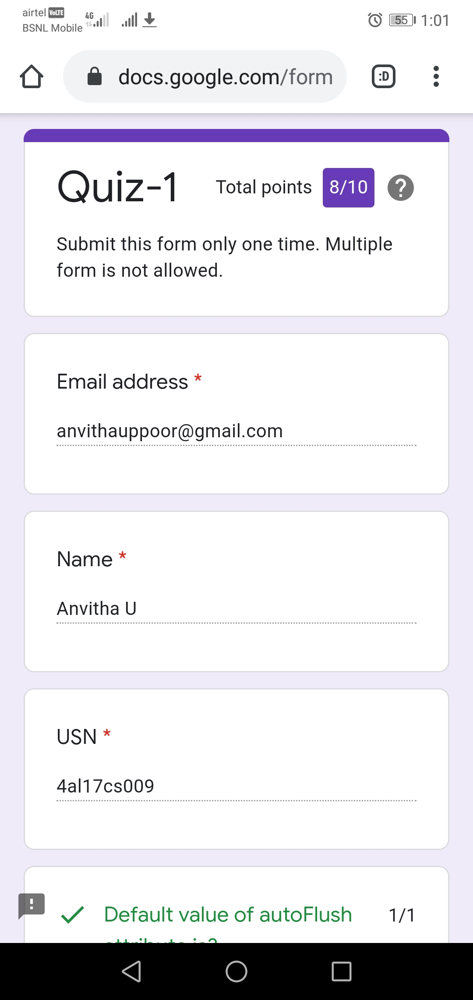 airtel VoLTE
BSNL Mobile
4G
55 1:01
docs.google.com/form
:D
Quiz-1 Total points 8/10 ?
Submit this form only one time. Multiple
form is not allowed.
Email address *
anvithauppoor@gmail.com
Name *
Anvitha U
USN *
4al17cs009
! Default value of autoFlush 1/1
attribute is?